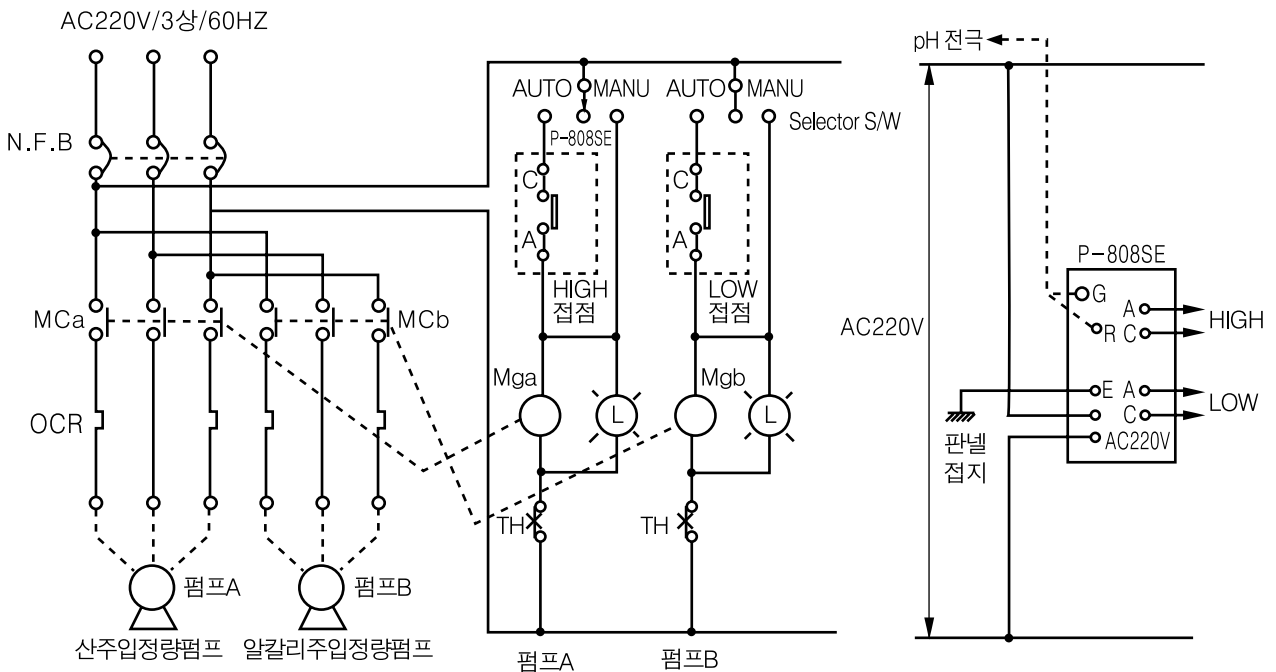 AC220V/3상/60HZ
N.F.B
MCa
MCb
OCR
펌프A
펌프B
산주입정량펌프
알칼리주입정량펌프
AUTO
MANU
AUTO
MANU
Selector S/W
P-808SE
C
A
C
A
HIGH
접점
LOW
접점
Mga
L
Mgb
L
TH
TH
펌프A
펌프B
pH 전극
AC220V
P-808SE
G
R
A
C
HIGH
E
A
C
LOW
AC220V
판넬
접지